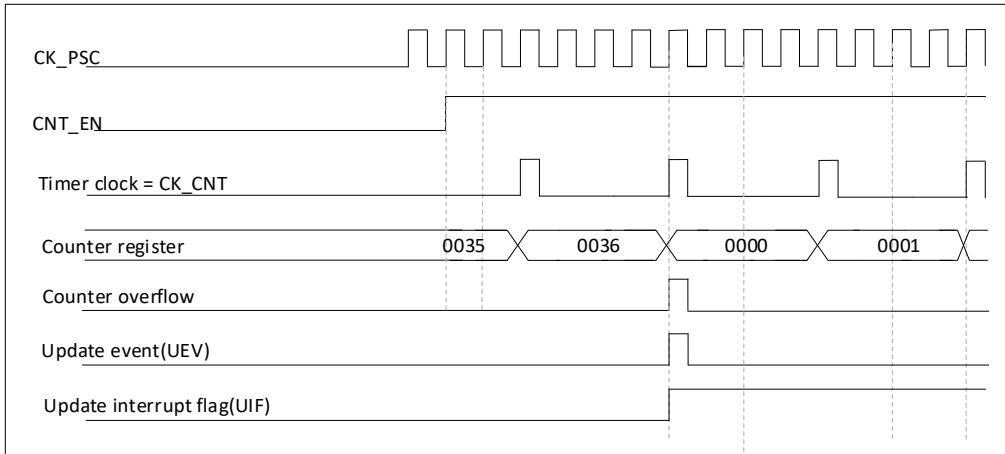 CK_PSC
CNT_EN
Timer clock = CK_CNT
Counter register 0035 0036 0000 0001
Counter overflow
Update event(UEV)
Update interrupt flag(UIF)